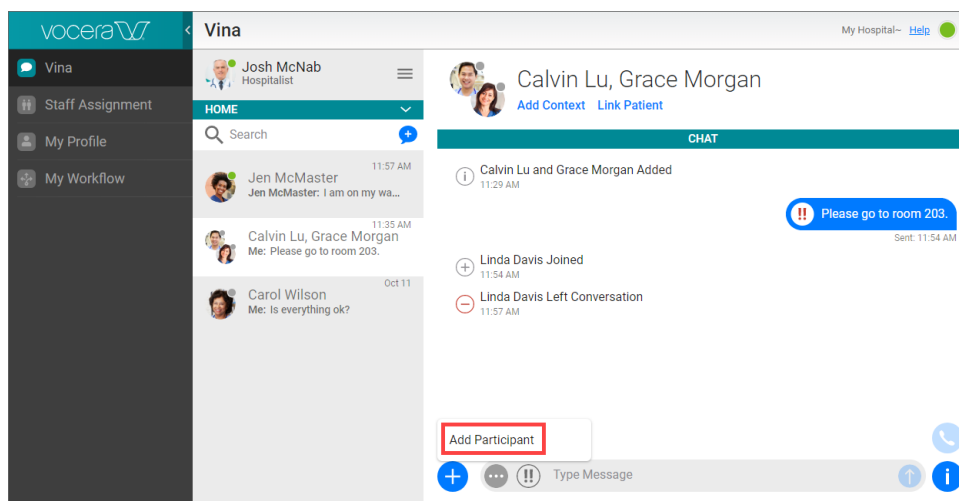 vocera
Vina
My Hospital~ Help
Vina
Staff Assignment
My Profile
My Workflow
Josh McNab
Hospitalist
HOME
Search
11:57 AM
Jen McMaster
Jen McMaster: I am on my wa...
11:35 AM
Calvin Lu, Grace Morgan
Me: Please go to room 203.
Oct 11
Carol Wilson
Me: Is everything ok?
Calvin Lu, Grace Morgan
Add Context Link Patient
CHAT
Calvin Lu and Grace Morgan Added
11:29 AM
!! Please go to room 203.
Sent: 11:54 AM
Linda Davis Joined
11:54 AM
Linda Davis Left Conversation
11:57 AM
Add Participant
!! Type Message